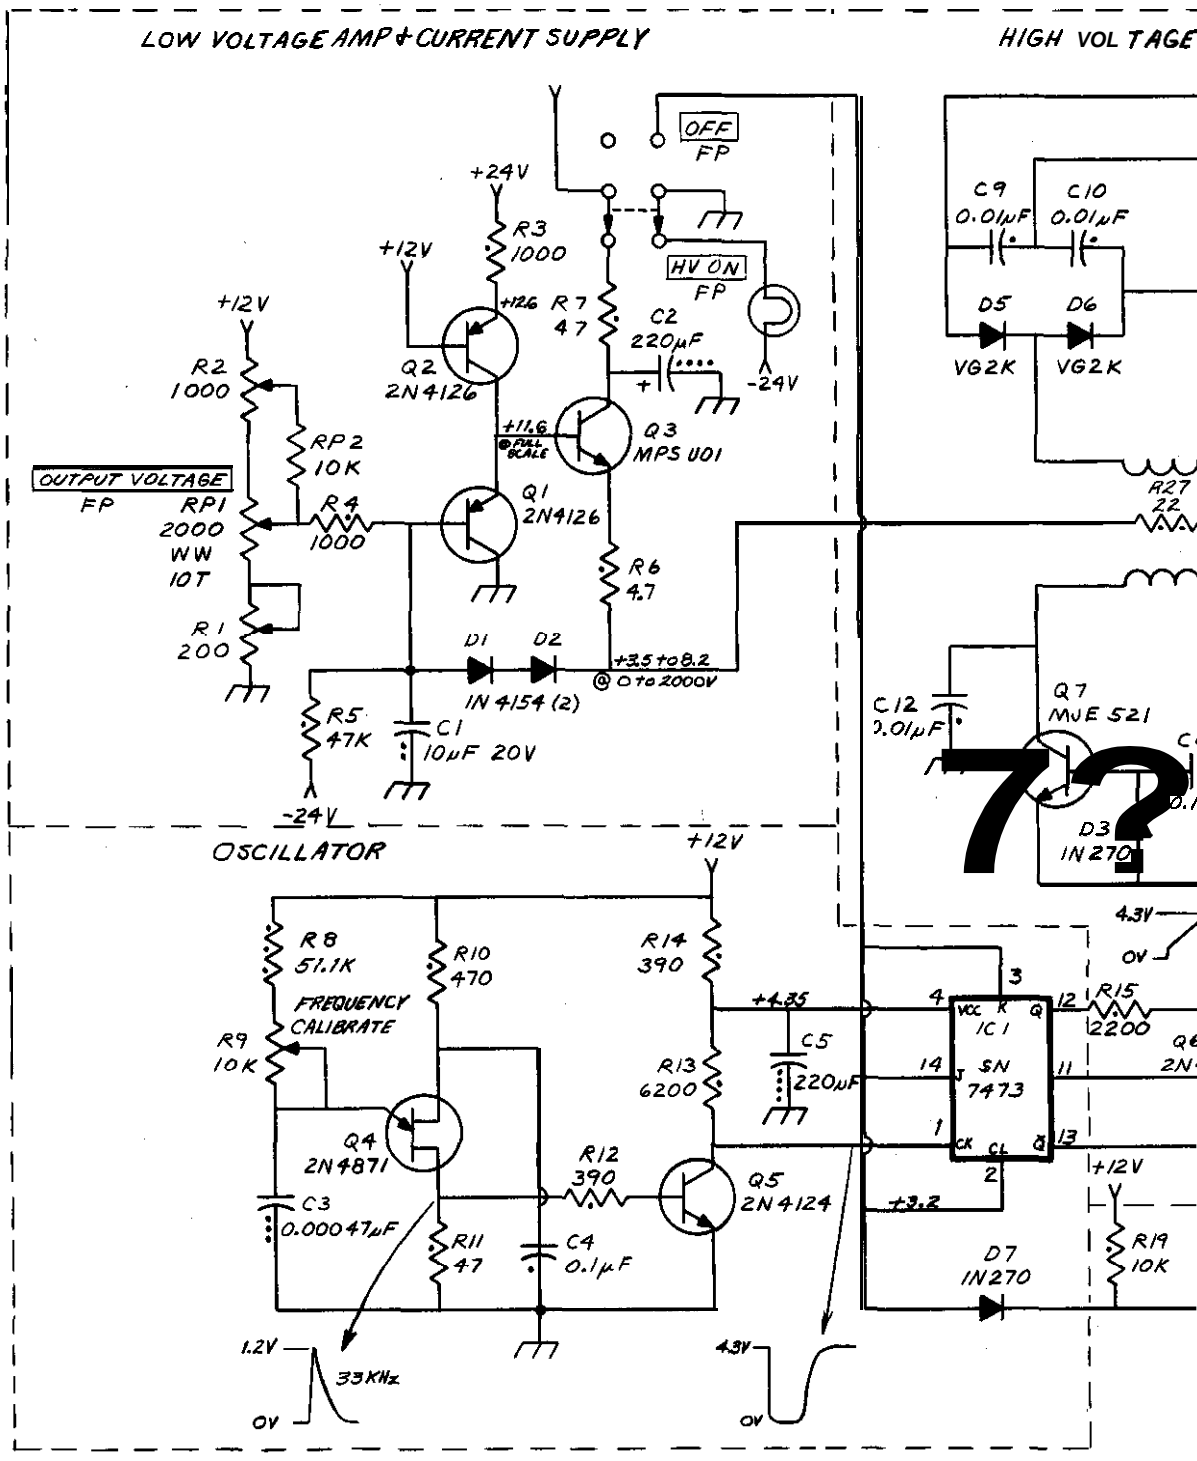 LOW VOLTAGE AMP & CURRENT SUPPLY
HIGH VOLTAGE
OFF
FP
+24V
C9
0.01µF
C10
0.01µF
R3
1000
+12V
+12.6
HV ON
FP
R7
47
C2
220µF
+
-24V
D5
VG2K
D6
VG2K
+12V
R2
1000
Q2
2N4126
+11.6
@ FULL
SCALE
Q3
MPS U01
RP2
10K
OUTPUT VOLTAGE
FP
RP1
2000
WW
10T
R4
1000
Q1
2N4126
R27
22
R6
4.7
R1
200
D1
D2
1N4154 (2)
+3.5 to 8.2
@ 0 to 2000V
R5
47K
C1
10µF 20V
-24V
C12
0.01µF
Q7
MJE 521
7?
D3
1N270
OSCILLATOR
+12V
4.3V
0V
R8
51.1K
R10
470
R14
390
FREQUENCY
CALIBRATE
R9
10K
+4.35
4
3
VCC
K
Q
12
R15
2200
IC1
SN
7473
C5
220µF
14
J
11
R13
6200
Q4
2N4871
R12
390
1
CK
CL
Q̄
13
2
+12V
Q5
2N4124
+3.2
C3
0.00047µF
R11
47
C4
0.1µF
D7
1N270
R19
10K
1.2V
0V
33KHz
4.3V
0V